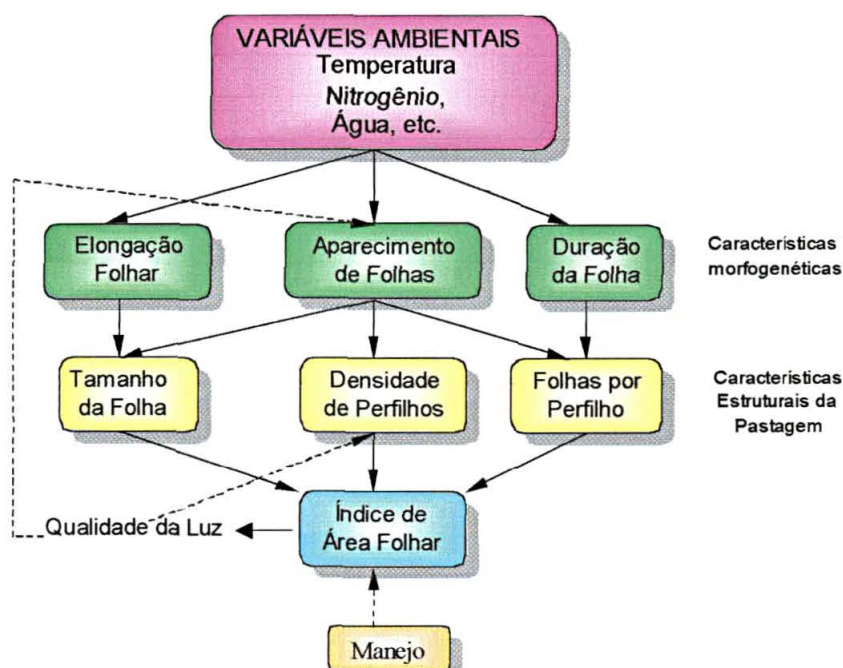 VARIÁVEIS AMBIENTAIS
Temperatura
Nitrogênio,
Água, etc.
Elongação
Folhar
Aparecimento
de Folhas
Duração
da Folha
Características
morfogenéticas
Tamanho
da Folha
Densidade
de Perfilhos
Folhas por
Perfilho
Características
Estruturais da
Pastagem
Qualidade da Luz
Índice de
Área Folhar
Manejo